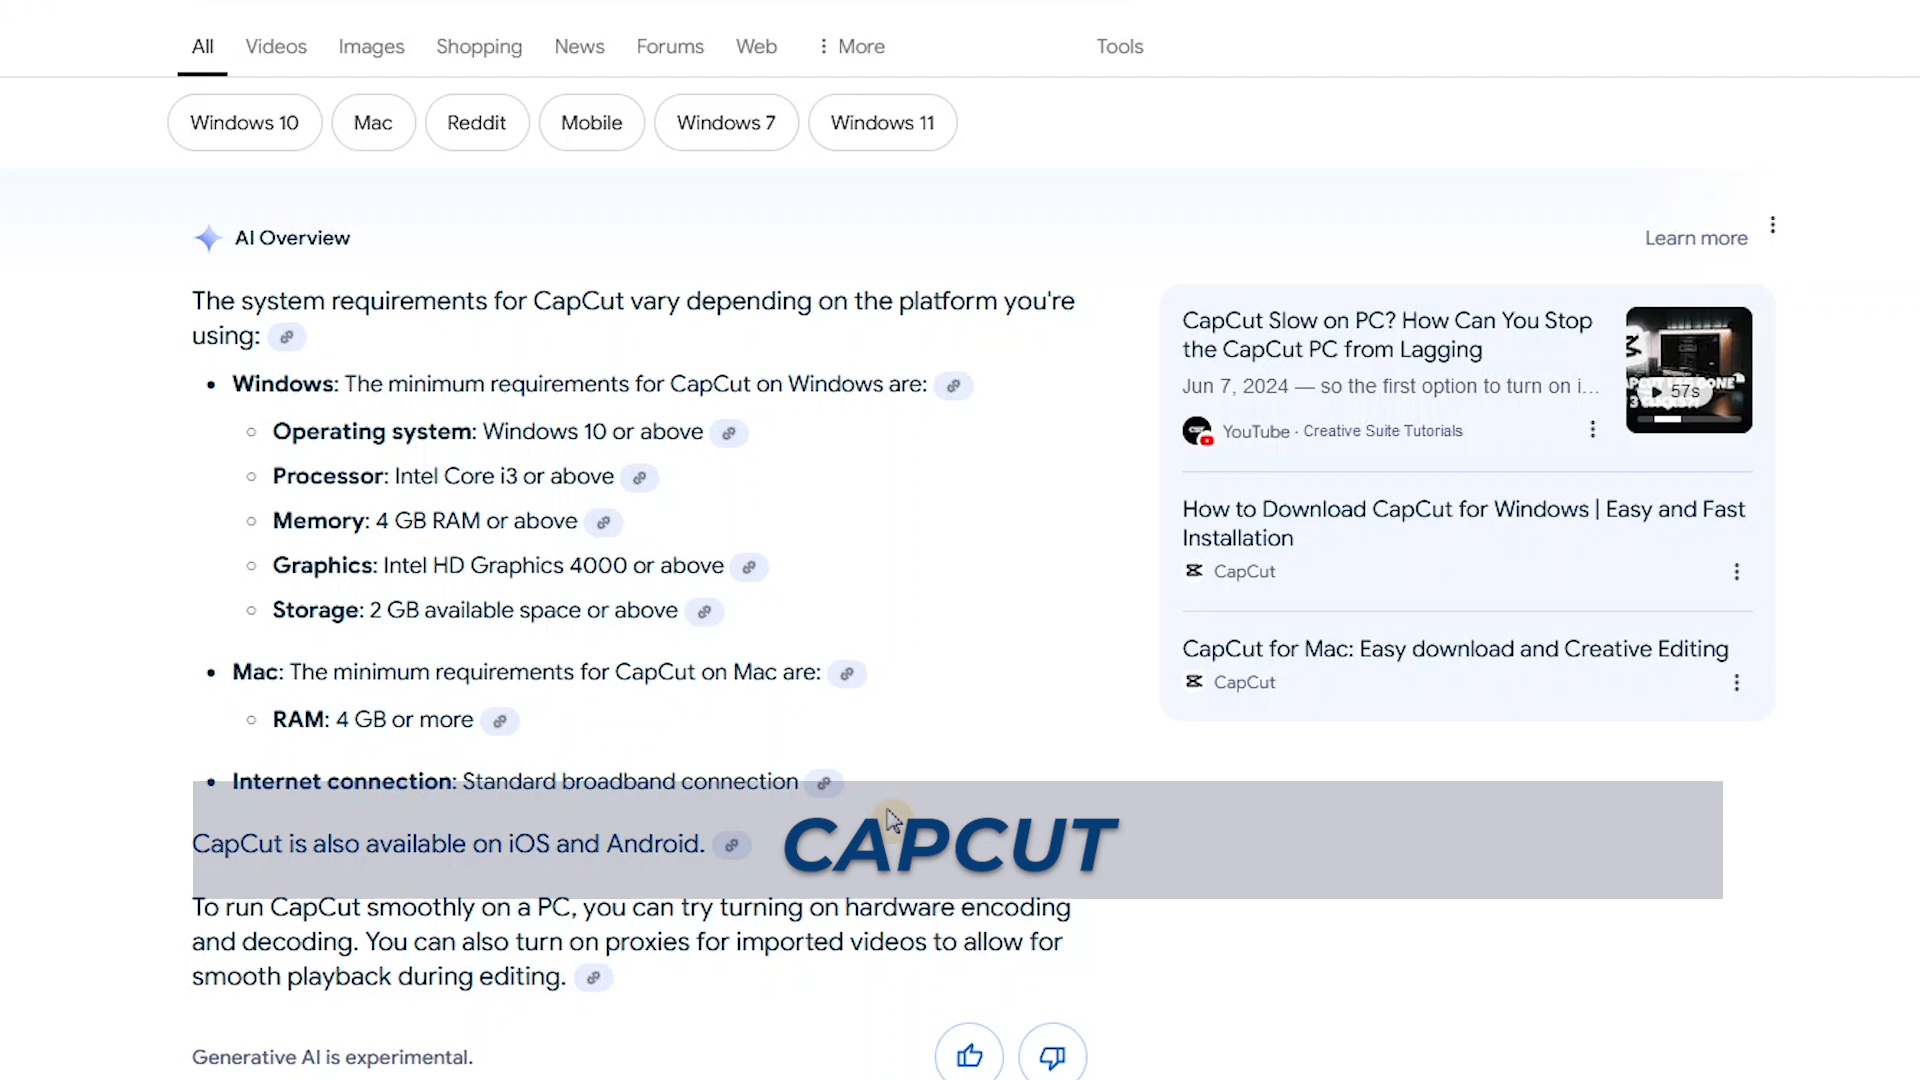 All Videos Images Shopping News Forums Web More Tools
Windows 10 Mac Reddit Mobile Windows 7 Windows 11
AI Overview
Learn more
The system requirements for CapCut vary depending on the platform you're
using:
• Windows: The minimum requirements for CapCut on Windows are:
○ Operating system: Windows 10 or above
○ Processor: Intel Core i3 or above
○ Memory: 4 GB RAM or above
○ Graphics: Intel HD Graphics 4000 or above
○ Storage: 2 GB available space or above
• Mac: The minimum requirements for CapCut on Mac are:
○ RAM: 4 GB or more
• Internet connection: Standard broadband connection
CapCut is also available on iOS and Android.
CAPCUT
To run CapCut smoothly on a PC, you can try turning on hardware encoding
and decoding. You can also turn on proxies for imported videos to allow for
smooth playback during editing.
Generative AI is experimental.
CapCut Slow on PC? How Can You Stop
the CapCut PC from Lagging
Jun 7, 2024 — so the first option to turn on i...
YouTube · Creative Suite Tutorials
57s
How to Download CapCut for Windows | Easy and Fast
Installation
CapCut
CapCut for Mac: Easy download and Creative Editing
CapCut